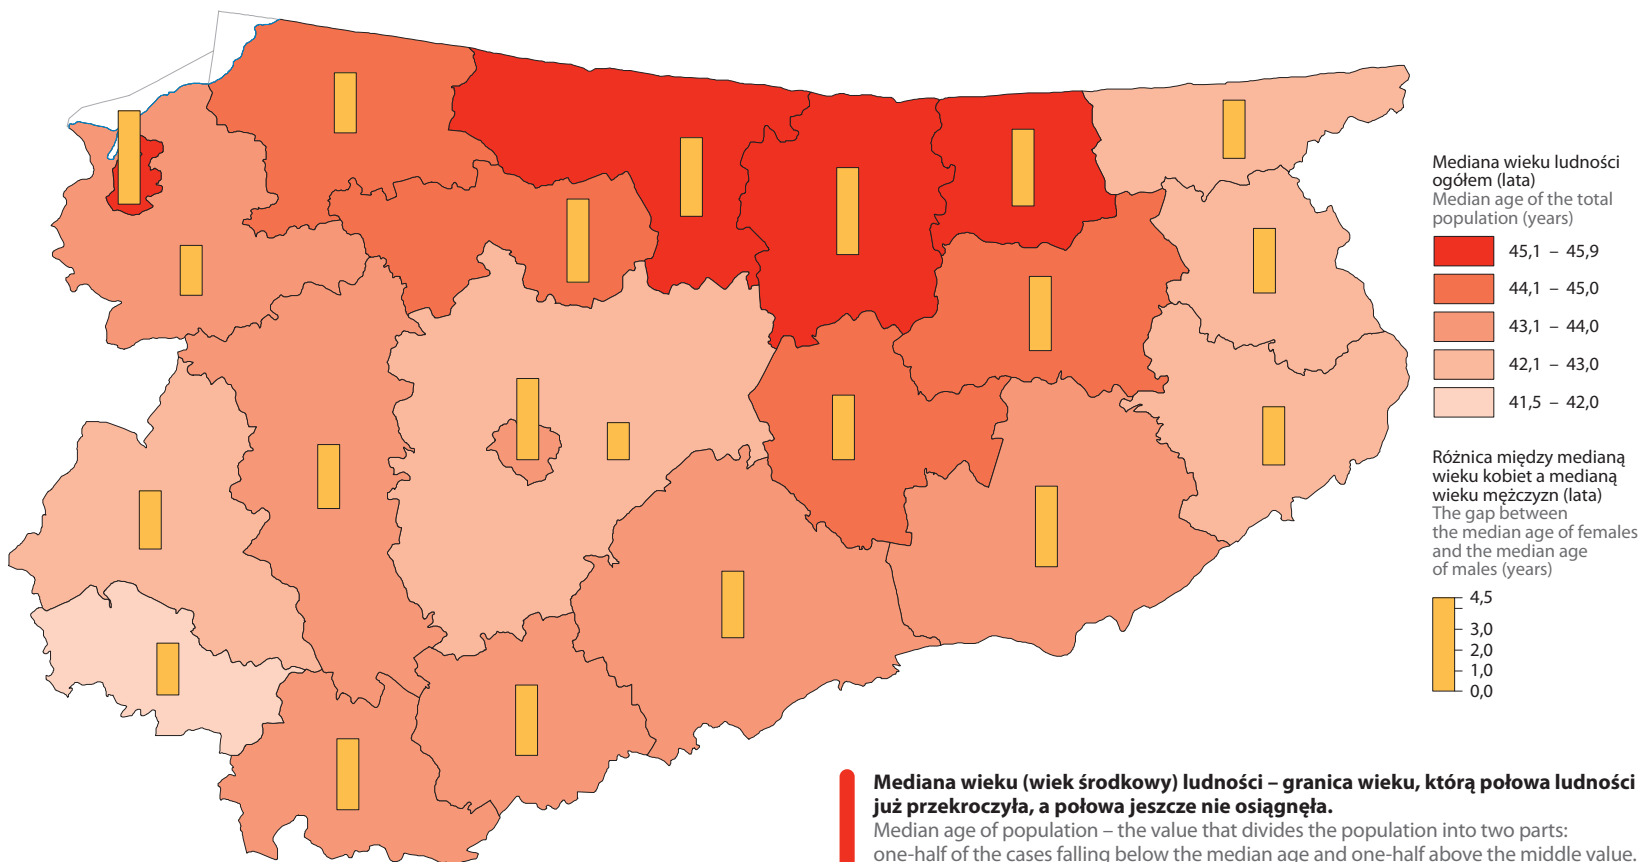 Mediana wieku ludności
ogółem (lata)
Median age of the total
population (years)
45,1 – 45,9
44,1 – 45,0
43,1 – 44,0
42,1 – 43,0
41,5 – 42,0
Różnica między medianą
wieku kobiet a medianą
wieku mężczyzn (lata)
The gap between
the median age of females
and the median age
of males (years)
4,5
3,0
2,0
1,0
0,0
Mediana wieku (wiek środkowy) ludności – granica wieku, którą połowa ludności
już przekroczyła, a połowa jeszcze nie osiągnęła.
Median age of population – the value that divides the population into two parts:
one-half of the cases falling below the median age and one-half above the middle value.